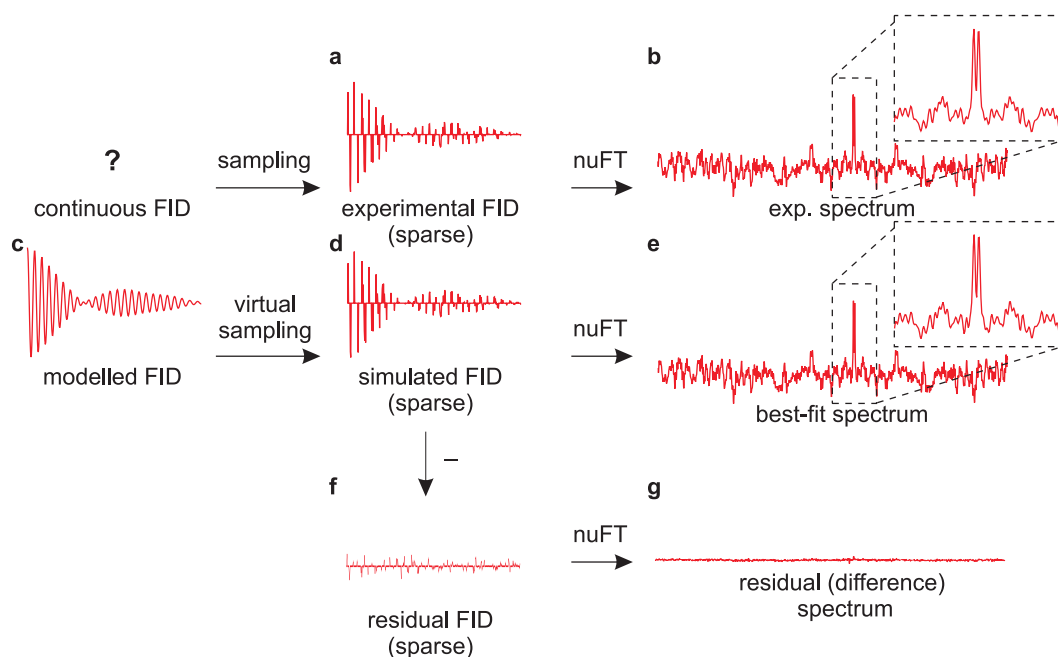 a
b
?
sampling
nuFT
continuous FID
experimental FID
(sparse)
exp. spectrum
c
d
e
virtual
sampling
nuFT
modelled FID
simulated FID
(sparse)
best-fit spectrum
–
f
g
nuFT
residual FID
(sparse)
residual (difference)
spectrum